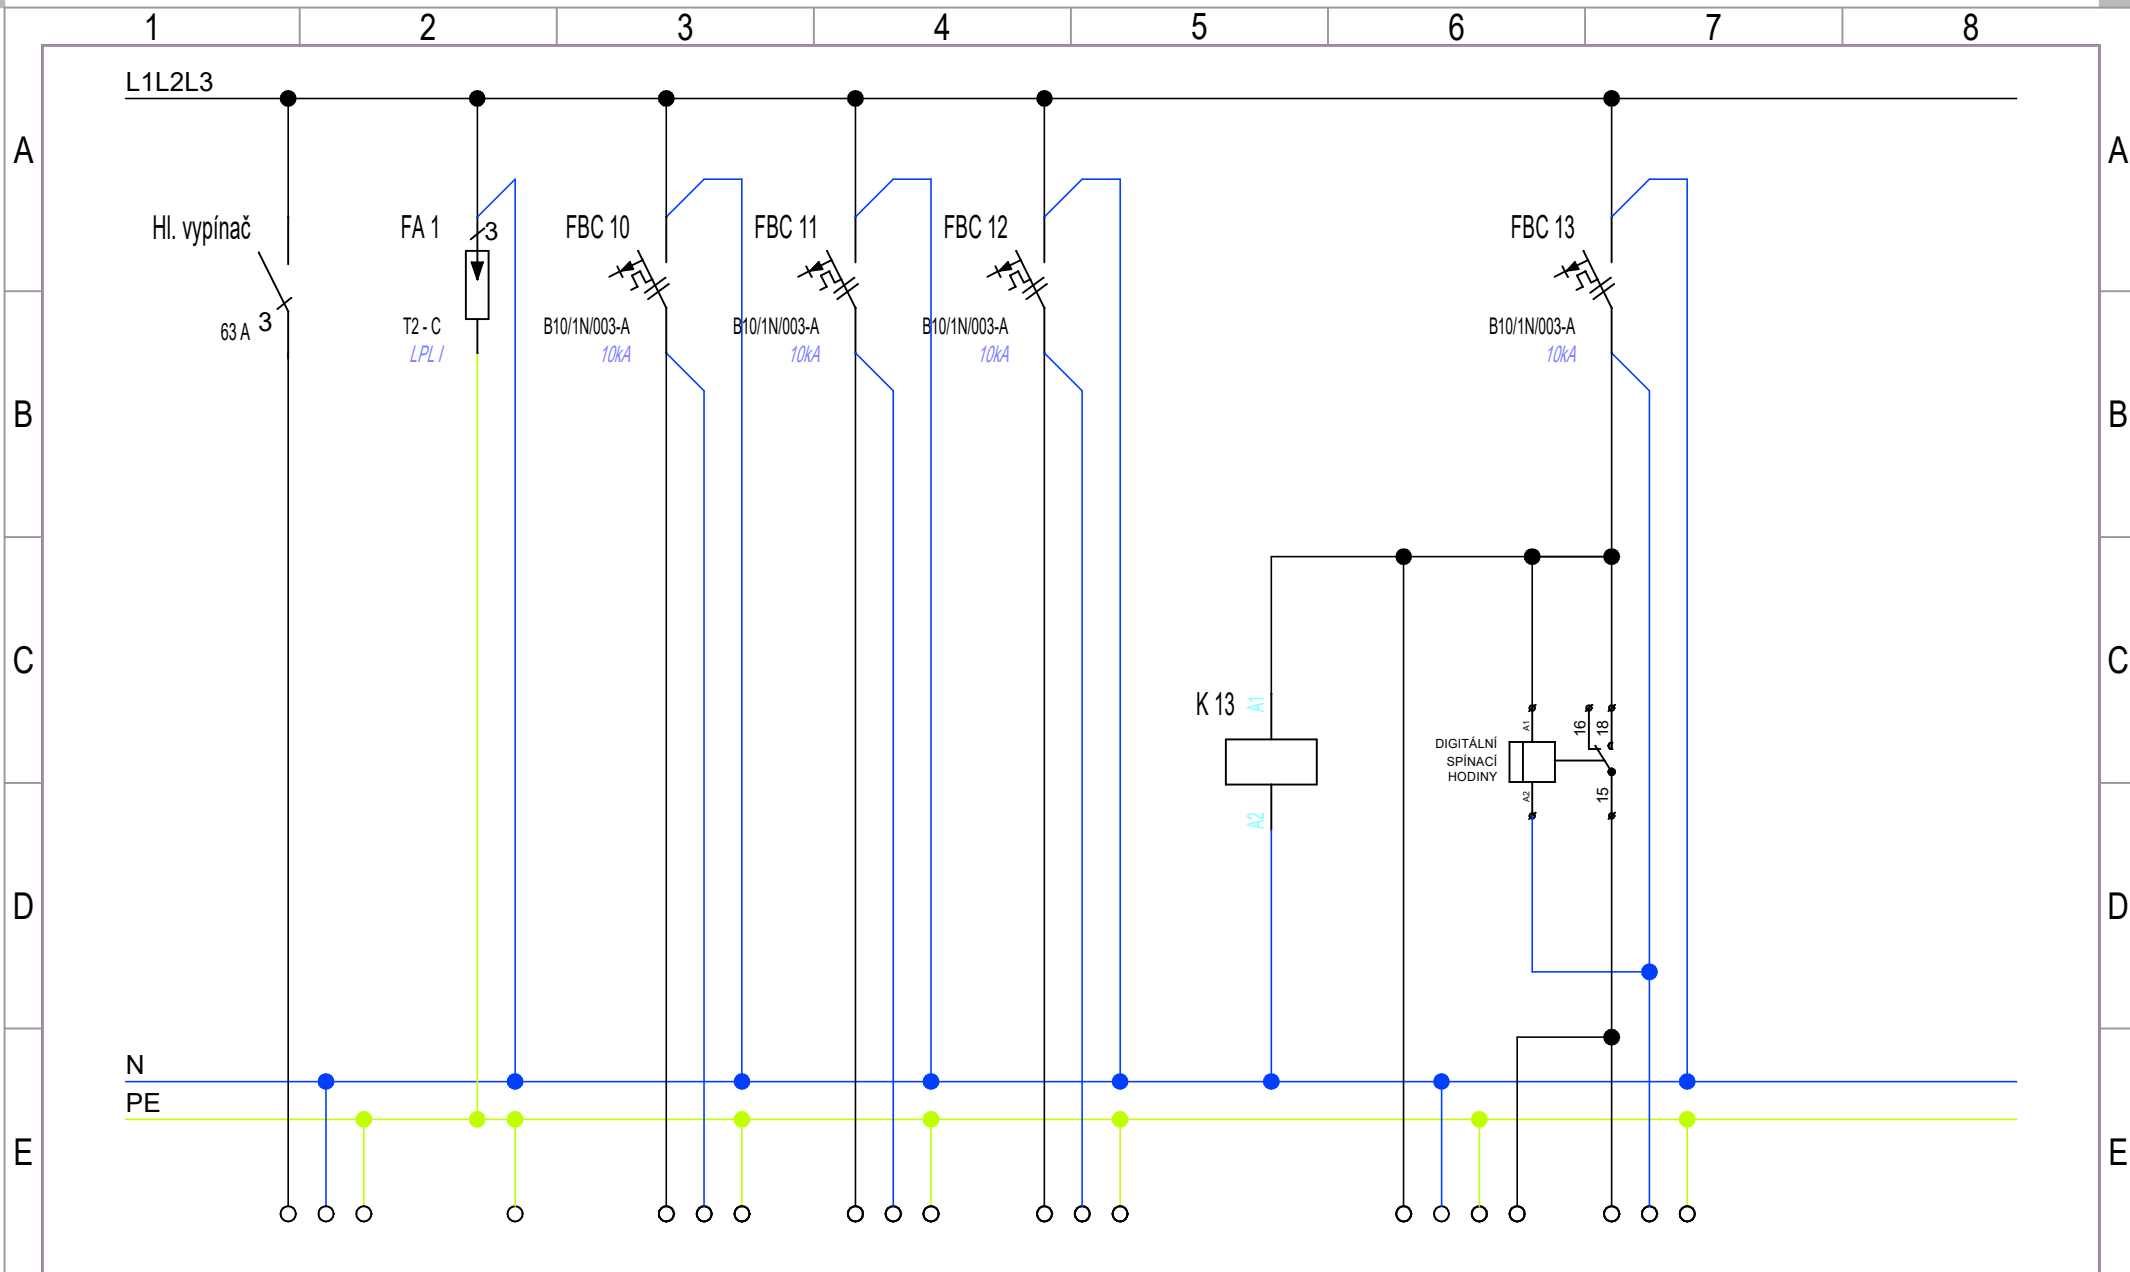 1 2 3 4 5 6 7 8
L1L2L3
A A
Hl. vypínač FA 1 3 FBC 10 FBC 11 FBC 12 FBC 13
63 A 3 T2 - C B10/1N/003-A B10/1N/003-A B10/1N/003-A B10/1N/003-A
LPL I 10kA 10kA 10kA 10kA
B B
C C
K 13 A1 A1 16 18
DIGITÁLNÍ
SPÍNACÍ
HODINY
A2 A2 15
D D
N
PE
E E